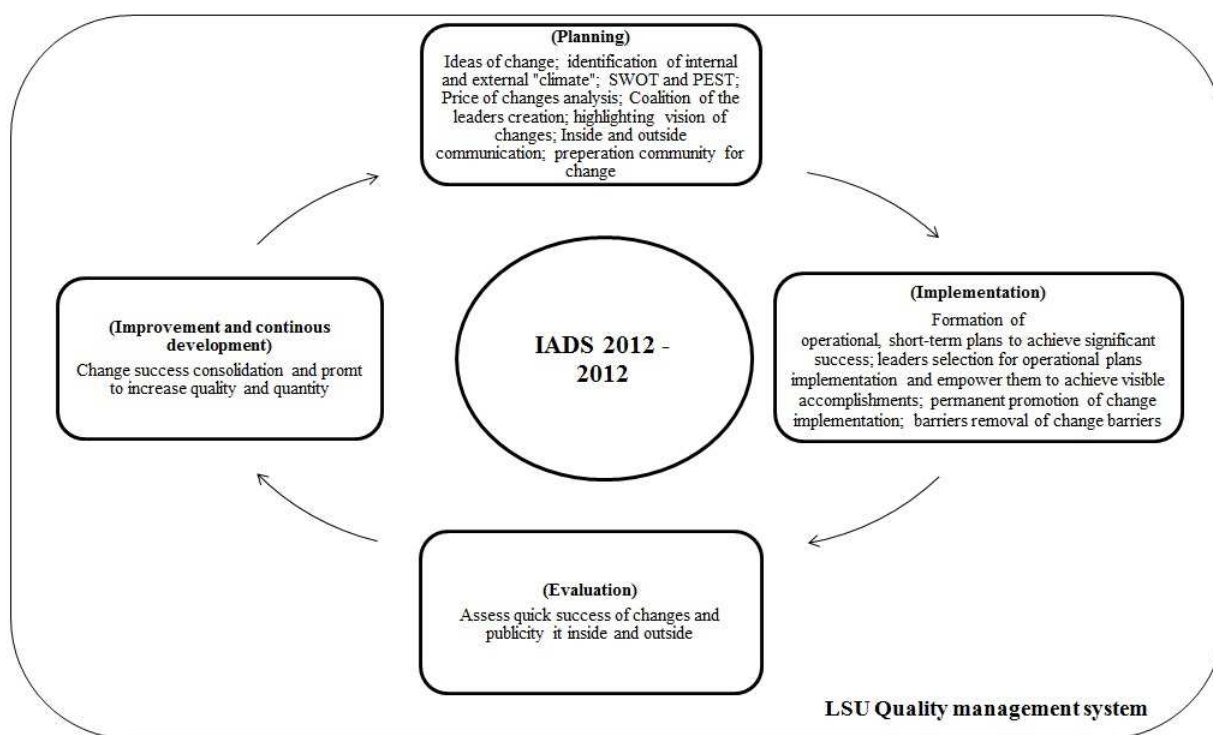 (Planning)
Ideas of change; identification of internal
and external "climate"; SWOT and PEST;
Price of changes analysis; Coalition of the
leaders creation; highlighting vision of
changes; Inside and outside
communication; preperation community for
change
(Implementation)
Formation of
operational, short-term plans to achieve significant
success; leaders selection for operational plans
implementation and empower them to achieve visible
accomplishments; permanent promotion of change
implementation; barriers removal of change barriers
(Improvement and continous
development)
Change success consolidation and promt
to increase quality and quantity
IADS 2012 -
2012
(Evaluation)
Assess quick success of changes and
publicity it inside and outside
LSU Quality management system